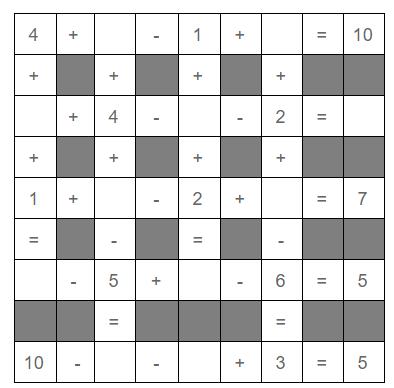 4 + - 1 + = 10
+ + + +
+ 4 - - 2 =
+ + + +
1 + - 2 + = 7
= - = -
- 5 + - 6 = 5
= =
10 - - + 3 = 5